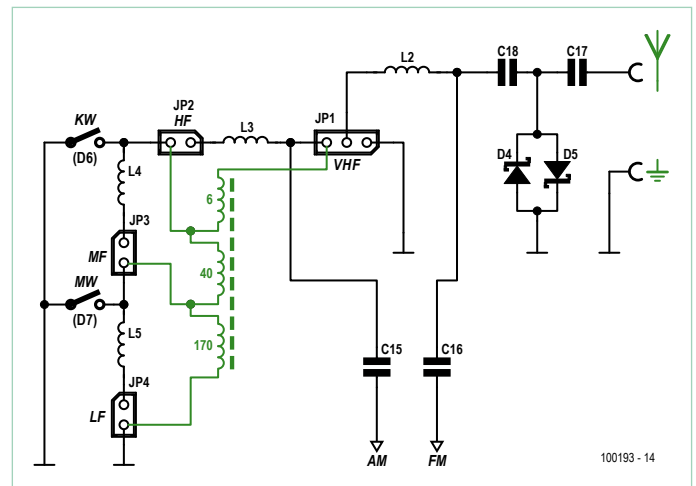 L2
C18
C17
KW
(D6)
JP2
HF
L3
JP1
VHF
D4
D5
L4
6
JP3
MF
40
MW
(D7)
L5
170
C15
C16
JP4
LF
AM
FM
100193 - 14